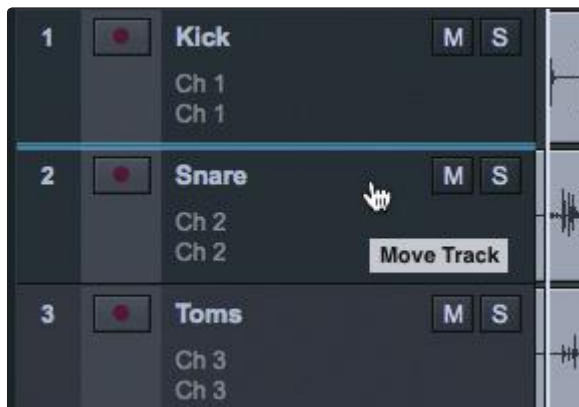 1 Kick M S
Ch 1
Ch 1
2 Snare M S
Ch 2
Ch 2
Move Track
3 Toms M S
Ch 3
Ch 3